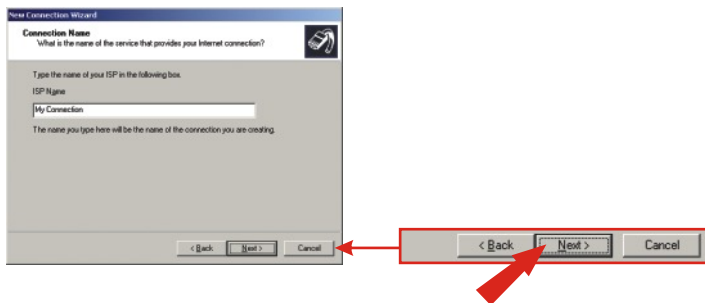 New Connection Wizard
Connection Name
What is the name of the service that provides your Internet connection?
Type the name of your ISP in the following box.
ISP Name
My Connection
The name you type here will be the name of the connection you are creating.
< Back Next > Cancel
< Back Next > Cancel